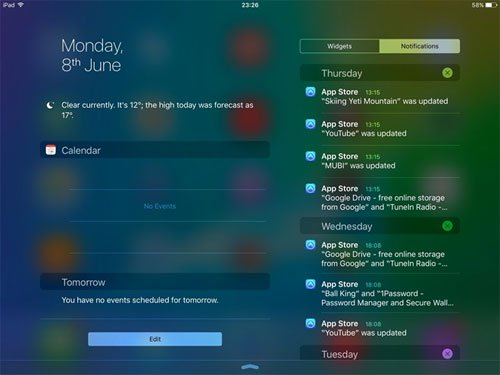 iPad
23:26
58%
Monday,
8th June
Clear currently. It's 12°; the high today was forecast as
17°.
Calendar
No Events
Tomorrow
You have no events scheduled for tomorrow.
Edit
Widgets
Notifications
Thursday
App Store 13:15
"Skiing Yeti Mountain" was updated
App Store 13:15
"YouTube" was updated
App Store 13:15
"MUBI" was updated
App Store 13:15
"Google Drive - free online storage
from Google" and "TuneIn Radio -...
Wednesday
App Store 18:08
"Google Drive - free online storage
from Google" and "TuneIn Radio -...
App Store 18:08
"Ball King" and "1Password -
Password Manager and Secure Wall...
App Store 18:08
"YouTube" was updated
Tuesday